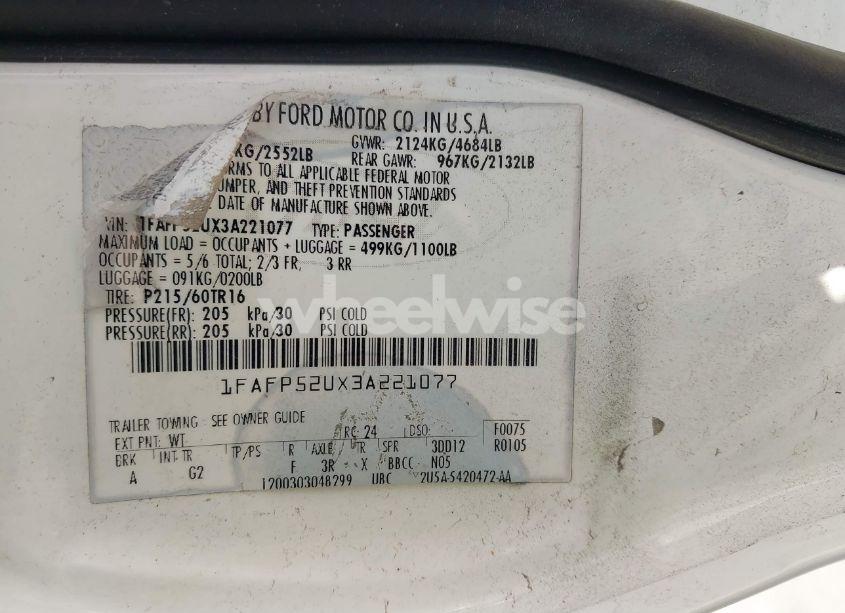 BY FORD MOTOR CO. IN U.S.A.
GVWR: 2124KG/4684LB
KG/2552LB REAR GAWR: 967KG/2132LB
RMS TO ALL APPLICABLE FEDERAL MOTOR
UMPER, AND THEFT PREVENTION STANDARDS
DATE OF MANUFACTURE SHOWN ABOVE.
VIN: 1FAFP52UX3A221077 TYPE: PASSENGER
MAXIMUM LOAD = OCCUPANTS + LUGGAGE = 499KG/1100LB
OCCUPANTS = 5/6 TOTAL; 2/3 FR, 3 RR
LUGGAGE = 091KG/0200LB
TIRE: P215/60TR16
PRESSURE(FR): 205 kPa/30 PSI COLD
PRESSURE(RR): 205 kPa/30 PSI COLD
wheelwise
1FAFP52UX3A221077
TRAILER TOWING - SEE OWNER GUIDE
RC: 24 DSO: F0075
EXT PNT: WT R0105
BRK INT TR TP/PS R AXLE TR SPR 3DD12
A G2 F 3R X BBCC N05
1200303048299 UBC 2U5A-5420472-AA